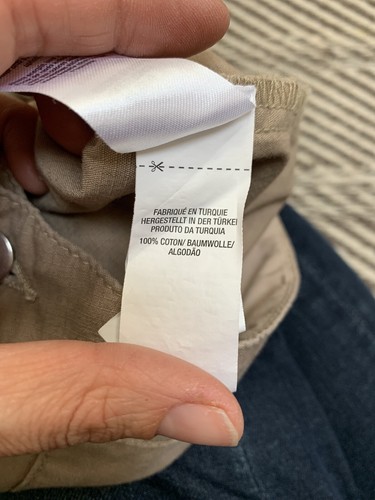 FABRIQUÉ EN TURQUIE
HERGESTELLT IN DER TÜRKEI
PRODUTO DA TURQUIA
100% COTON/ BAUMWOLLE/
ALGODÃO